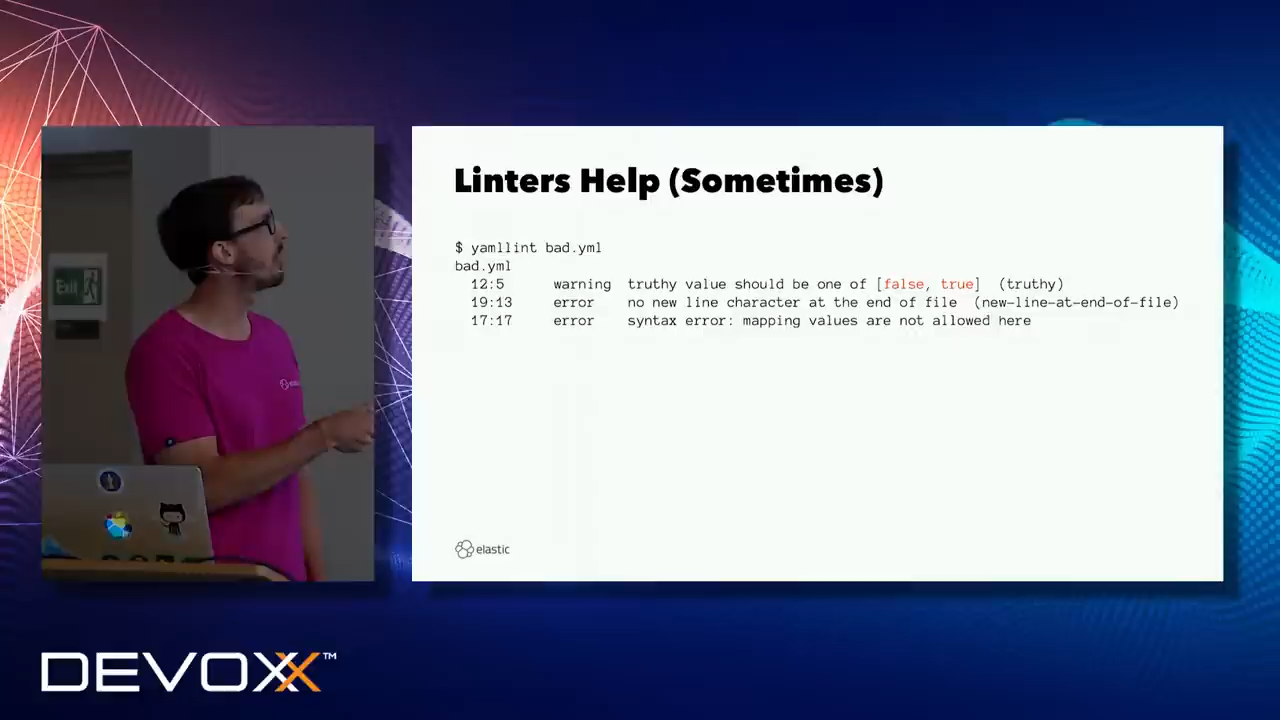 Linters Help (Sometimes)
$ yamllint bad.yml
bad.yml
12:5 warning truthy value should be one of [false, true] (truthy)
19:13 error no new line character at the end of file (new-line-at-end-of-file)
17:17 error syntax error: mapping values are not allowed here
Exit
elastic
DEVOXX™